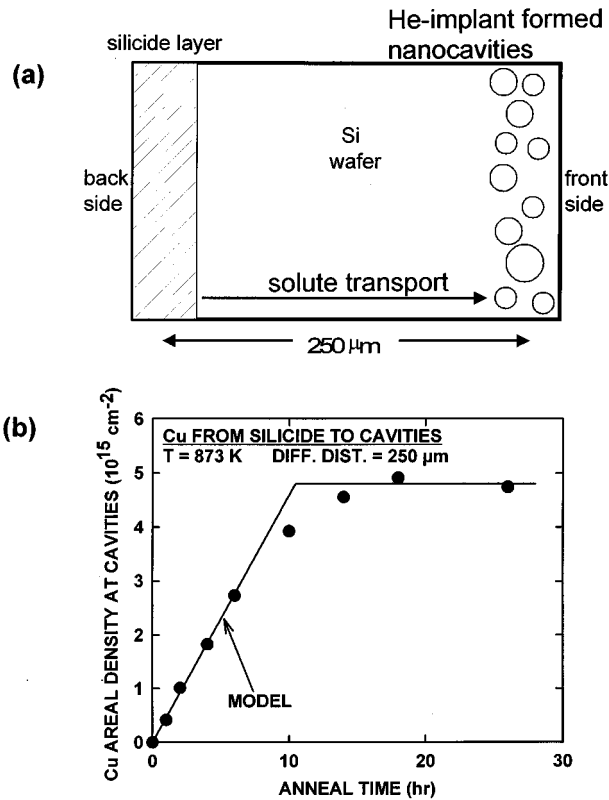 He-implant formed
silicide layer
nanocavities
(a)
Si
wafer
back
side
front
side
solute transport
250 µm
(b)
Cu AREAL DENSITY AT CAVITIES (10¹⁵ cm⁻²)
6
5
4
3
2
1
0
Cu FROM SILICIDE TO CAVITIES
T = 873 K DIFF. DIST. = 250 µm
MODEL
0
10
20
30
ANNEAL TIME (hr)